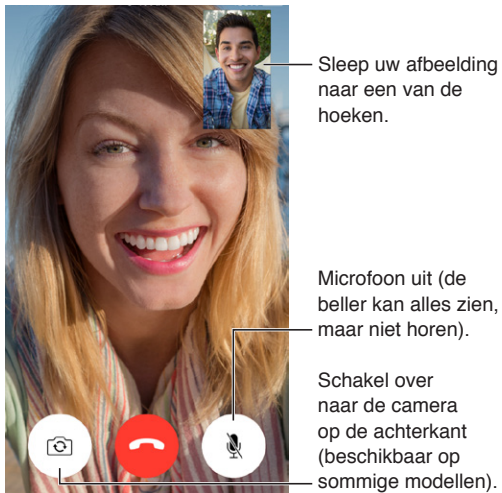 Sleep uw afbeelding
naar een van de
hoeken.
Microfoon uit (de
beller kan alles zien,
maar niet horen).
Schakel over
naar de camera
op de achterkant
(beschikbaar op
sommige modellen).